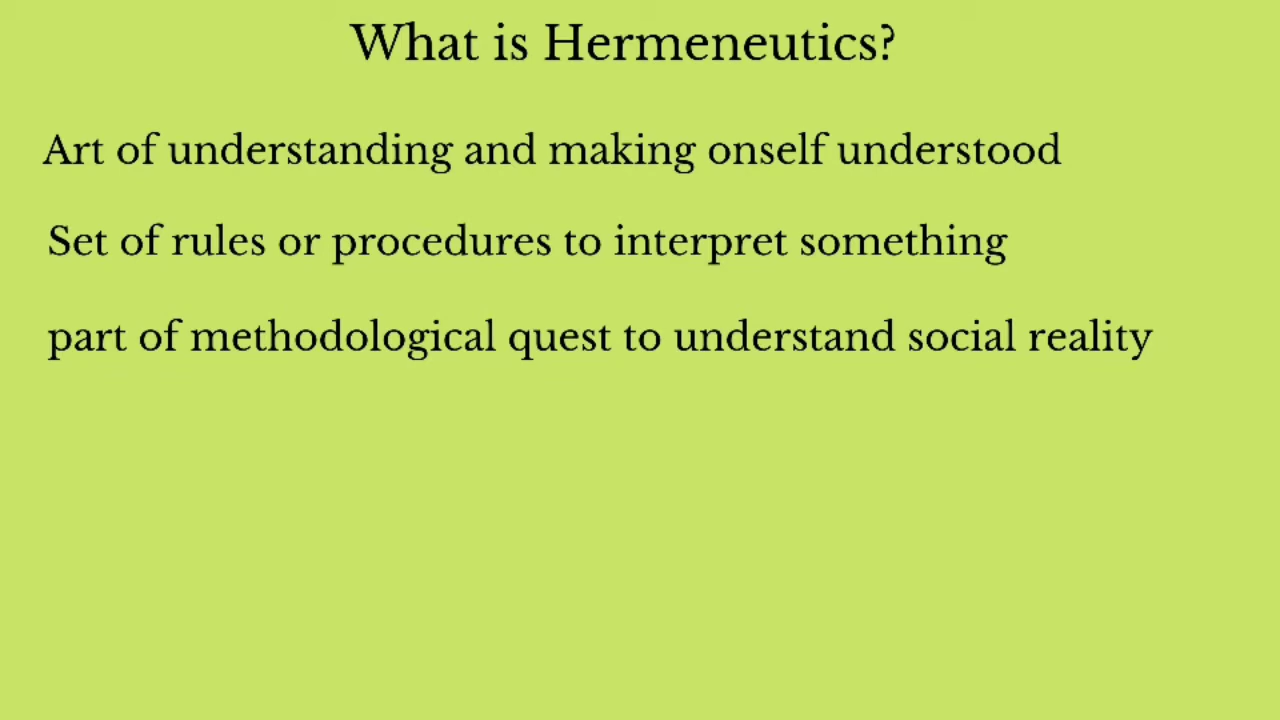 What is Hermeneutics?
Art of understanding and making onself understood
Set of rules or procedures to interpret something
part of methodological quest to understand social reality